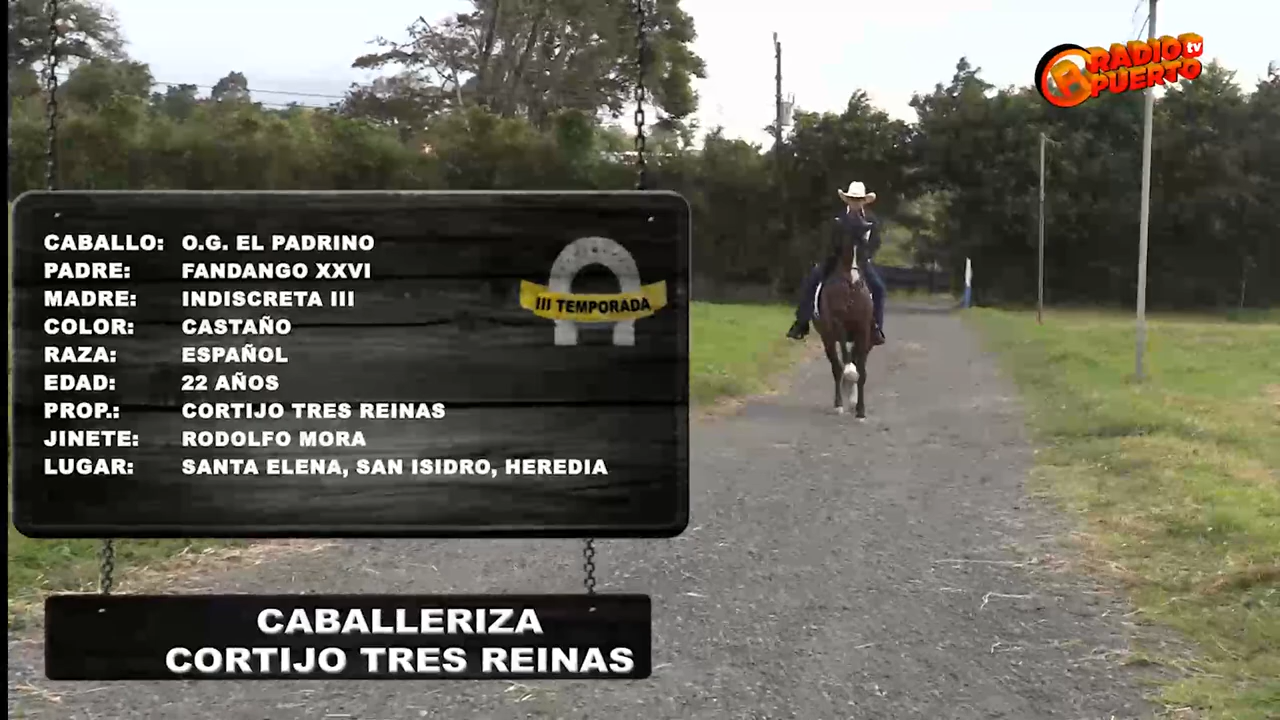 RADIO tv
PUERTO
CABALLO: O.G. EL PADRINO
PADRE: FANDANGO XXVI
MADRE: INDISCRETA III
COLOR: CASTAÑO
RAZA: ESPAÑOL
EDAD: 22 AÑOS
PROP.: CORTIJO TRES REINAS
JINETE: RODOLFO MORA
LUGAR: SANTA ELENA, SAN ISIDRO, HEREDIA
III TEMPORADA
CABALLERIZA
CORTIJO TRES REINAS